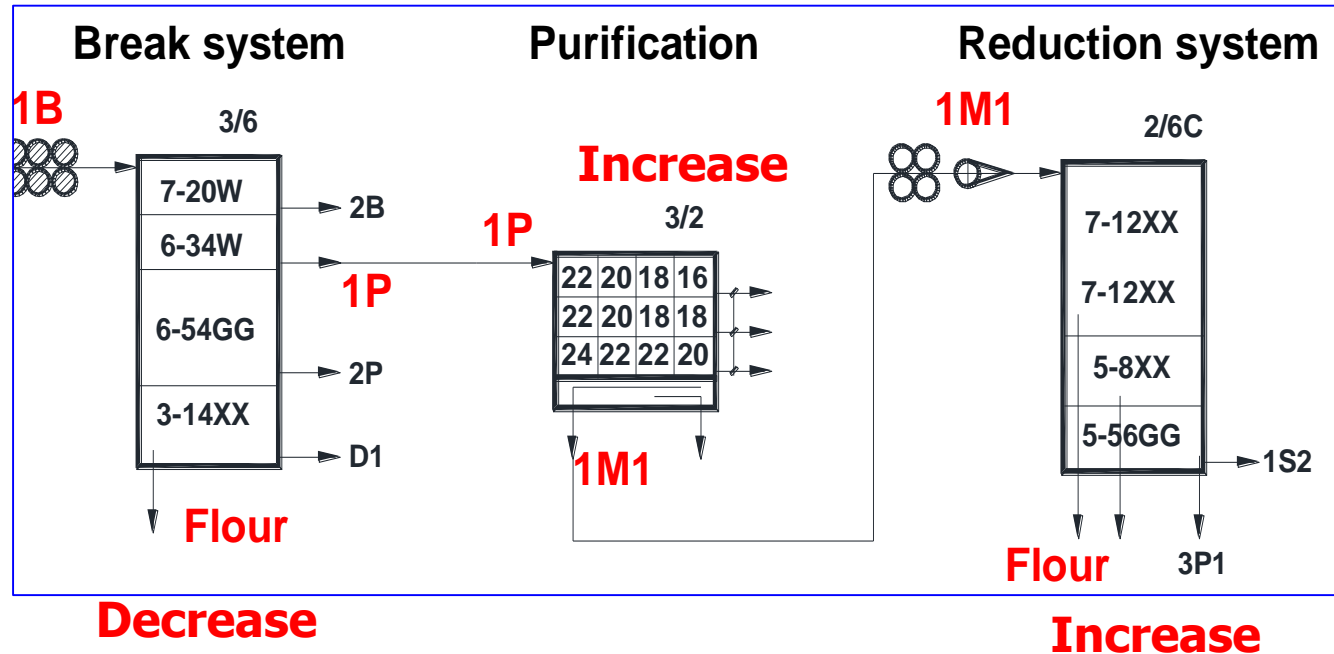 Break system
Purification
Reduction system
1B
3/6
7-20W
6-34W
6-54GG
3-14XX
2B
1P
2P
D1
Flour
Decrease
Increase
3/2
1P
22 20 18 16
22 20 18 18
24 22 22 20
1M1
1M1
2/6C
7-12XX
7-12XX
5-8XX
5-56GG
1S2
Flour
3P1
Increase